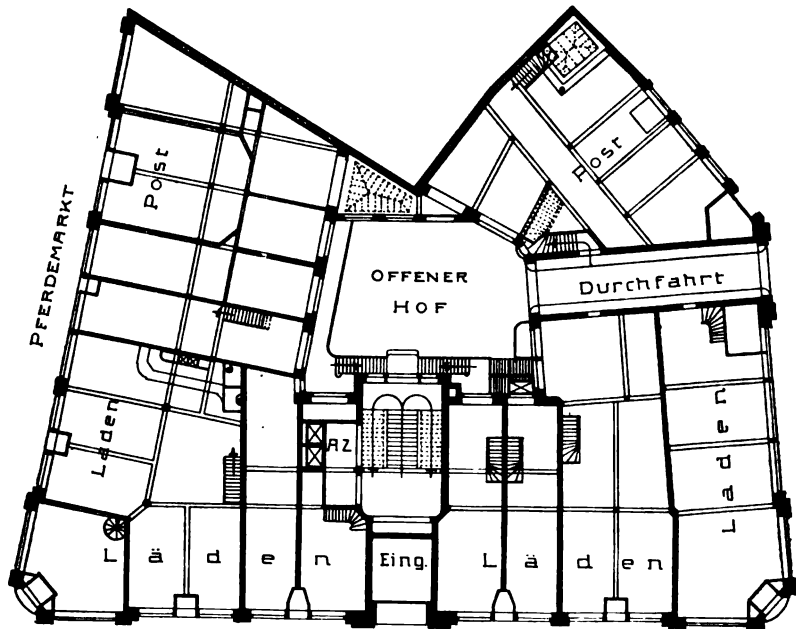 Post
Post
PFERDEMARKT
OFFENER
HOF
Durchfahrt
Laden
Laden
AZ
Läden
Eing.
Läden